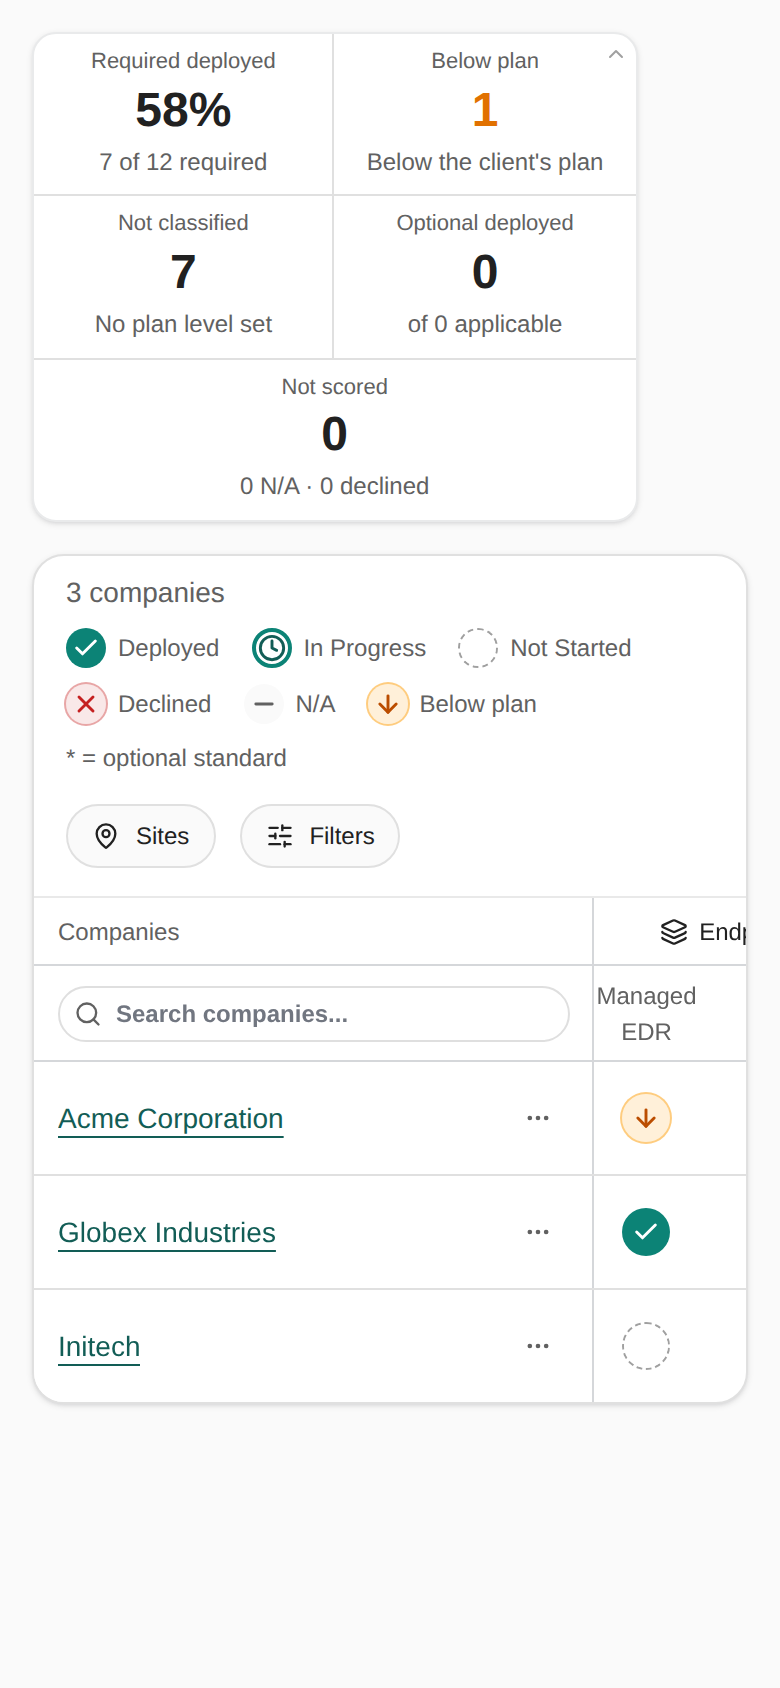 Required deployed
58%
7 of 12 required
Below plan
1
Below the client's plan
Not classified
7
No plan level set
Optional deployed
0
of 0 applicable
Not scored
0
0 N/A · 0 declined
3 companies
Deployed
In Progress
Not Started
Declined
N/A
Below plan
* = optional standard
Sites
Filters
Companies
Search companies...
Managed
EDR
Acme Corporation
Globex Industries
Initech